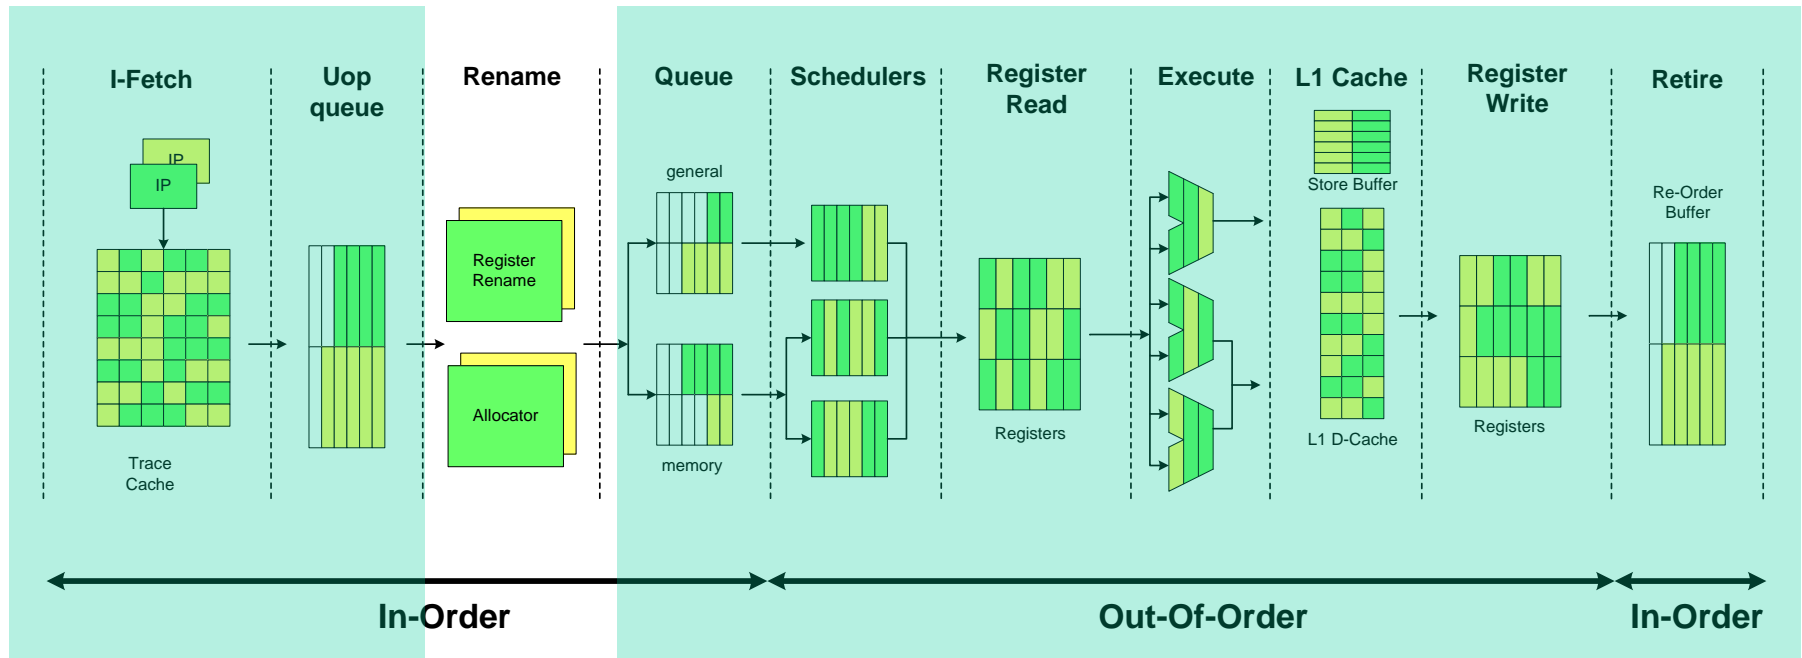 I-Fetch
Uop
queue
Rename
Queue
Schedulers
Register
Read
Execute
L1 Cache
Register
Write
Retire
IP
IP
Trace
Cache
Register
Rename
Allocator
general
memory
Registers
Store Buffer
L1 D-Cache
Registers
Re-Order
Buffer
In-Order
Out-Of-Order
In-Order